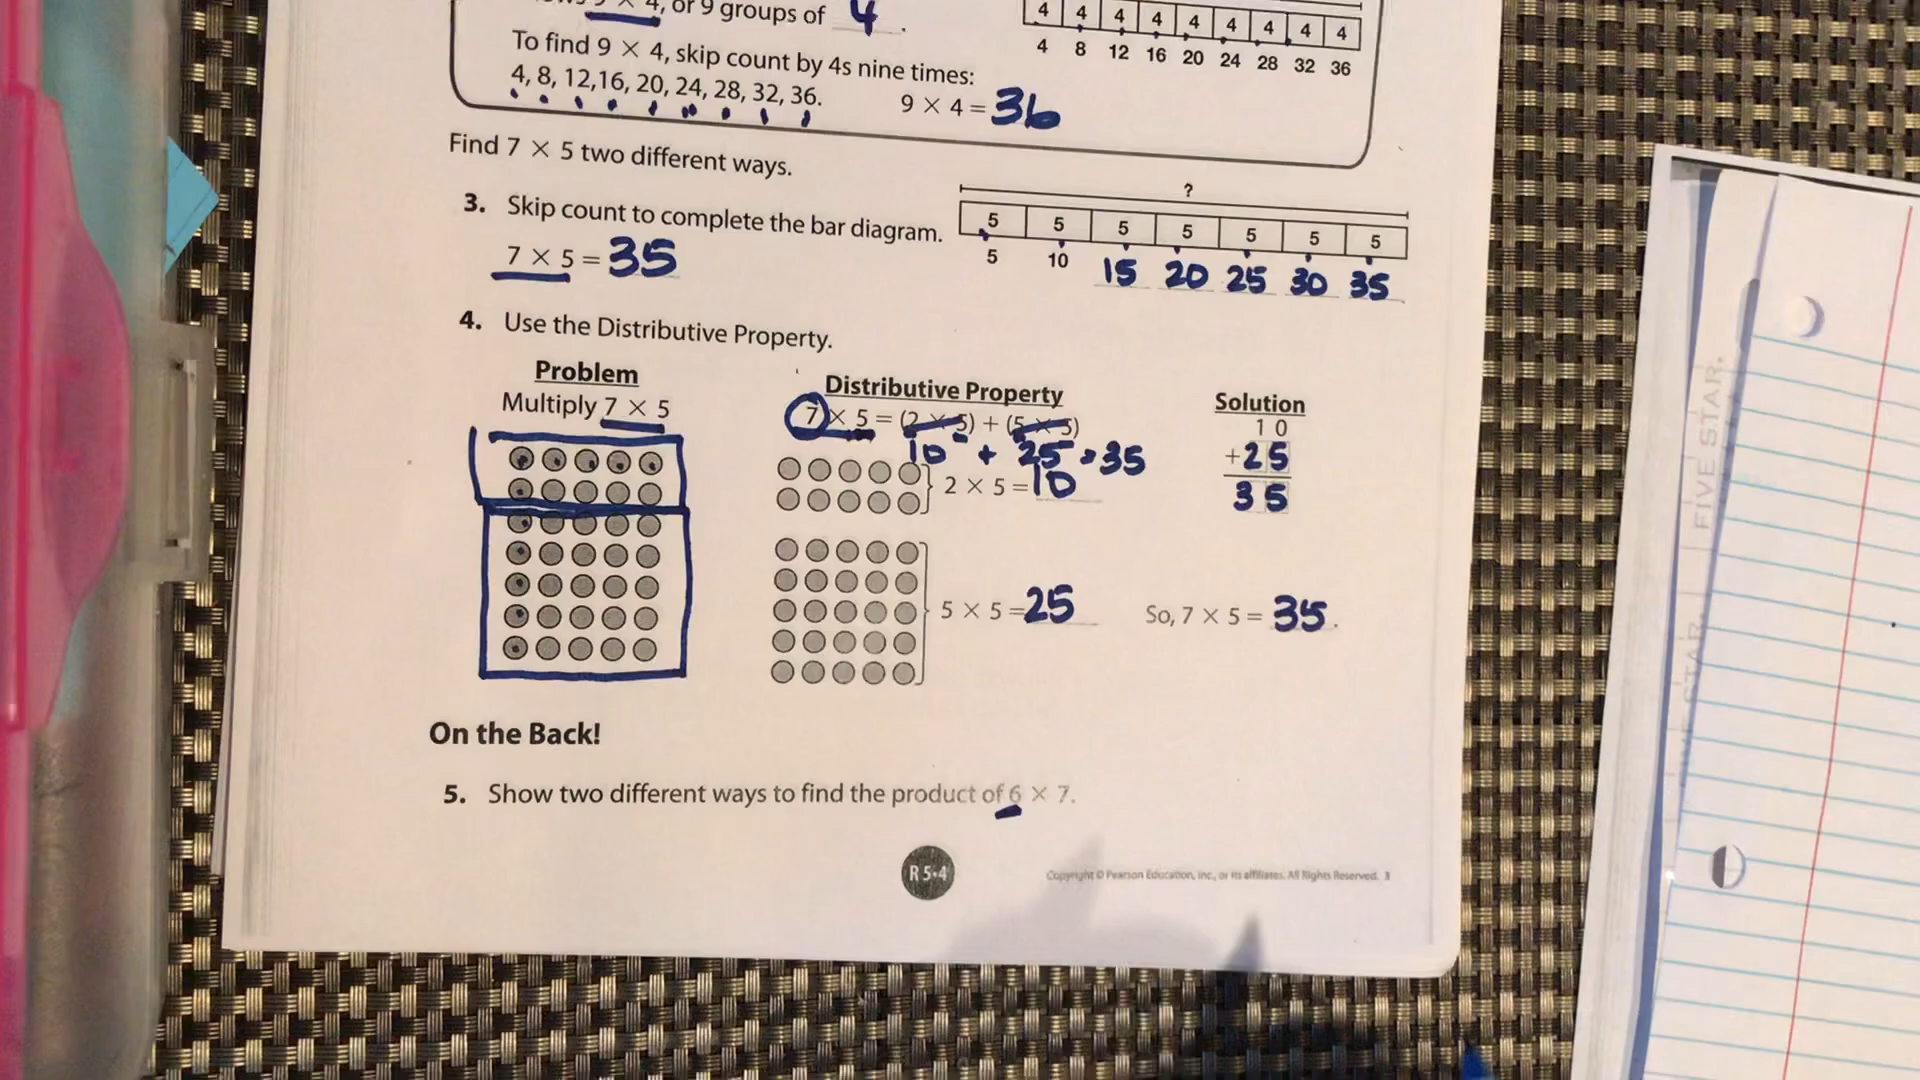 4, or 9 groups of 4.
4 4 4 4 4 4 4 4 4
4 8 12 16 20 24 28 32 36
To find 9 × 4, skip count by 4s nine times:
4, 8, 12,16, 20, 24, 28, 32, 36.
9 × 4 = 36
Find 7 × 5 two different ways.
3. Skip count to complete the bar diagram.
7 × 5 = 35
?
5 5 5 5 5 5 5
5 10 15 20 25 30 35
4. Use the Distributive Property.
Problem
Multiply 7 × 5
Distributive Property
7 × 5 = (2 × 5) + (5 × 5)
10 + 25 = 35
2 × 5 = 10
5 × 5 = 25
Solution
10
+25
35
So, 7 × 5 = 35.
On the Back!
5. Show two different ways to find the product of 6 × 7.
R 5•4
Copyright © Pearson Education, Inc., or its affiliates. All Rights Reserved. 3
FIVE STAR.